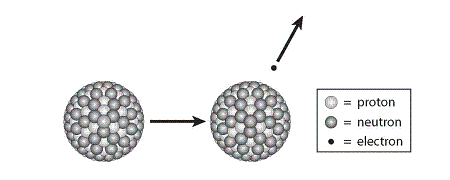 = proton
= neutron
= electron